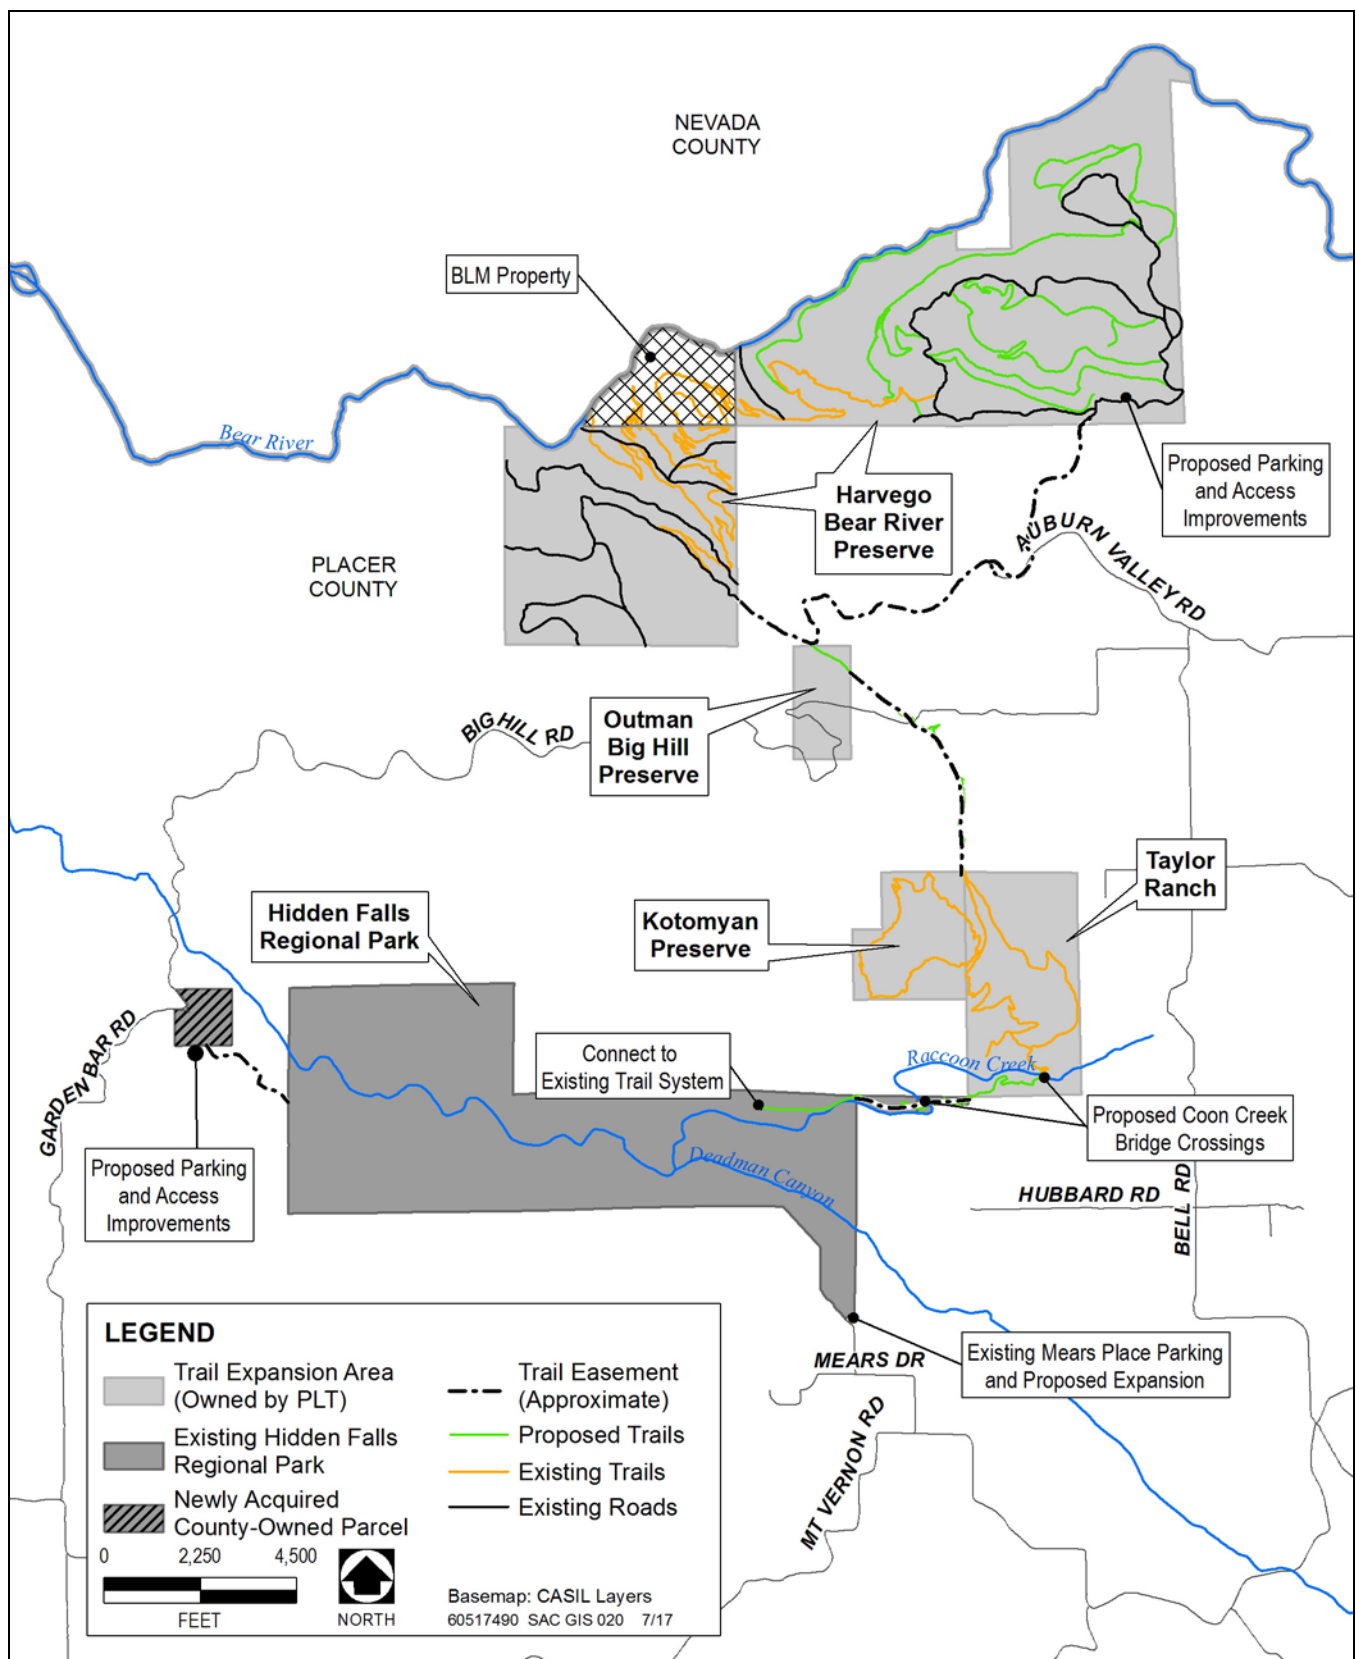 NEVADA
COUNTY
BLM Property
Bear River
Proposed Parking
and Access
Improvements
Harvego
Bear River
Preserve
AUBURN VALLEY RD
PLACER
COUNTY
Outman
Big Hill
Preserve
BIG HILL RD
Taylor
Ranch
Hidden Falls
Regional Park
Kotomyan
Preserve
GARDEN BAR RD
Connect to
Existing Trail System
Raccoon Creek
Proposed Coon Creek
Bridge Crossings
Deadman Canyon
Proposed Parking
and Access
Improvements
HUBBARD RD
BELL RD
Existing Mears Place Parking
and Proposed Expansion
MEARS DR
MT VERNON RD
LEGEND
Trail Expansion Area
(Owned by PLT)
Existing Hidden Falls
Regional Park
Newly Acquired
County-Owned Parcel
Trail Easement
(Approximate)
Proposed Trails
Existing Trails
Existing Roads
0 2,250 4,500
FEET
NORTH
Basemap: CASIL Layers
60517490 SAC GIS 020 7/17